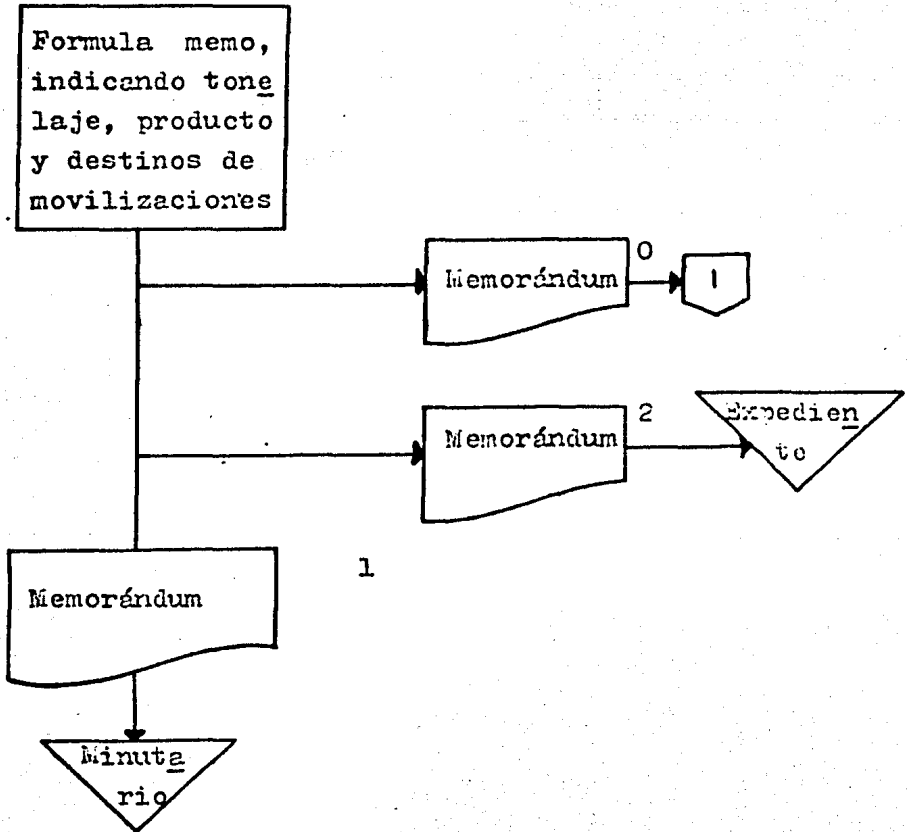 Formula memo,
indicando tone
laje, producto
y destinos de
movilizaciones
Memorándum
0
1
Memorándum
2
Expedien
te
1
Memorándum
Minuta
rio